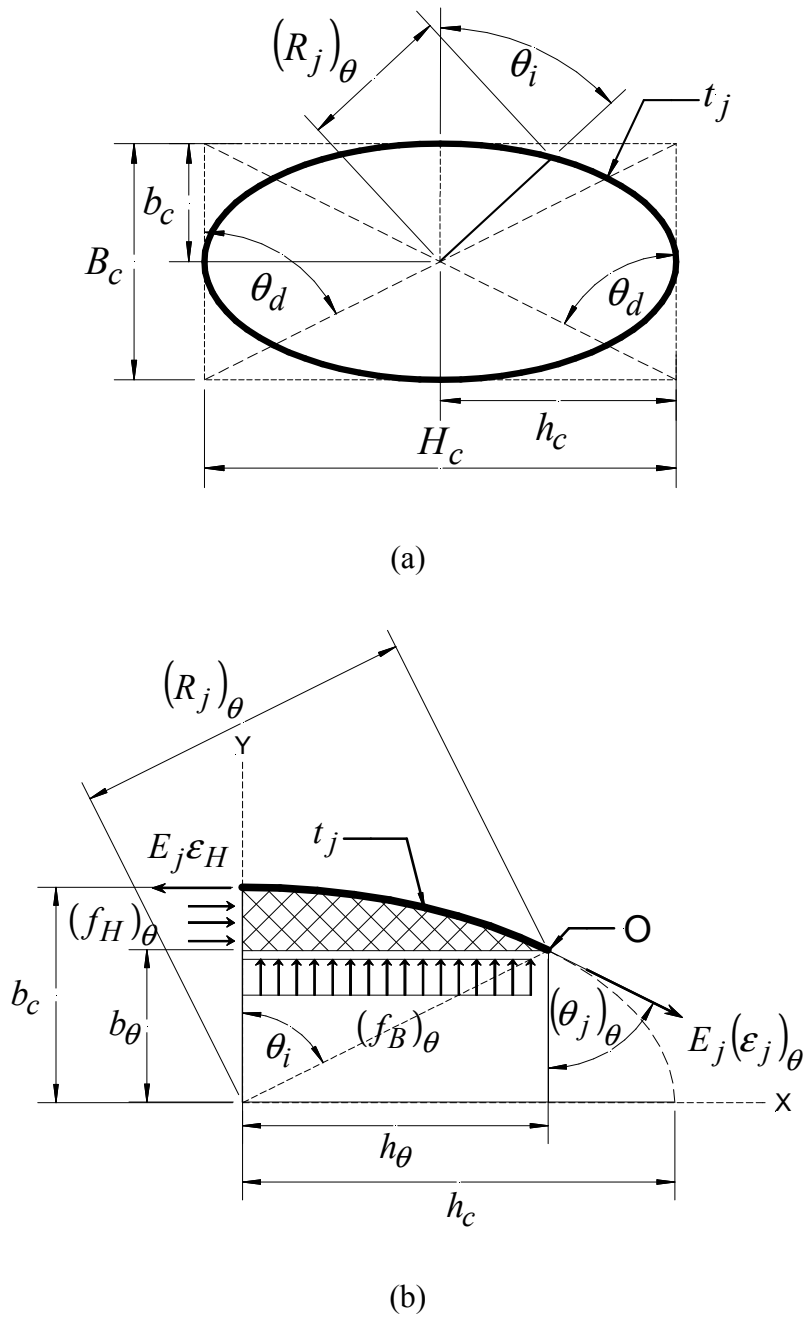 (R_j)_θ
θ_i
t_j
b_c
B_c
θ_d
θ_d
h_c
H_c
(a)
(R_j)_θ
Y
E_jε_H
t_j
(f_H)_θ
O
b_c
b_θ
θ_i
(f_B)_θ
(θ_j)_θ
E_j(ε_j)_θ
X
h_θ
h_c
(b)